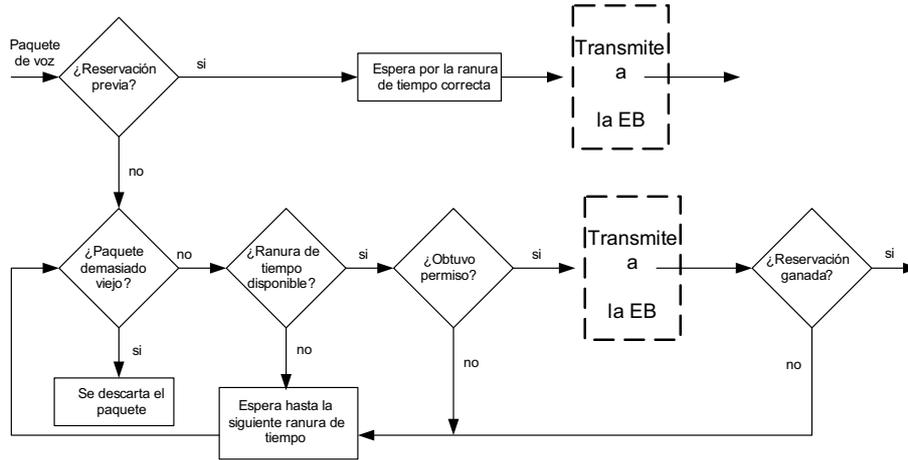 Paquete
de voz
¿Reservación
previa?
si
Espera por la ranura
de tiempo correcta
Transmite
a
la EB
no
¿Paquete
demasiado
viejo?
no
¿Ranura de
tiempo
disponible?
si
¿Obtuvo
permiso?
si
Transmite
a
la EB
¿Reservación
ganada?
si
si
no
no
no
Se descarta el
paquete
Espera hasta la
siguiente ranura de
tiempo